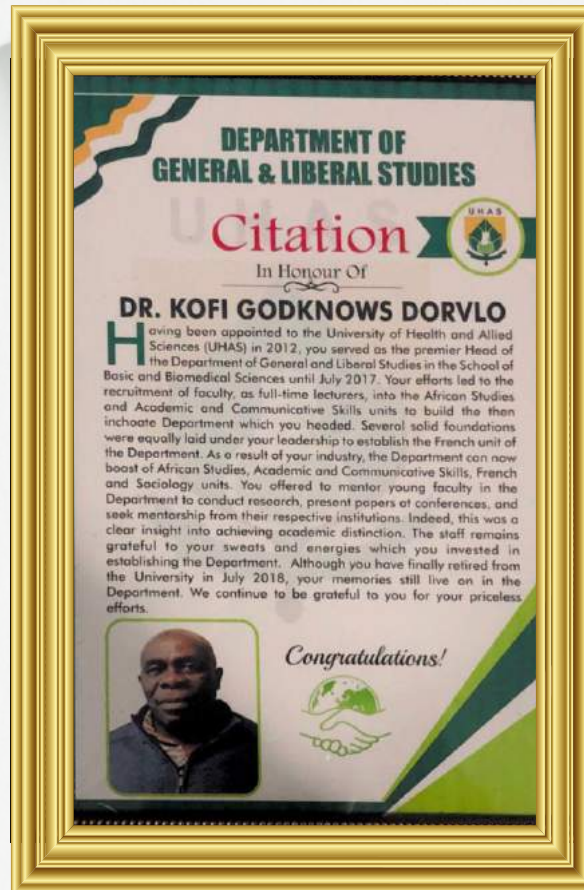 DEPARTMENT OF
GENERAL & LIBERAL STUDIES
UHAS
Citation
UHAS
In Honour Of
DR. KOFI GODKNOWS DORVLO
Having been appointed to the University of Health and Allied
Sciences (UHAS) in 2012, you served as the premier Head of
the Department of General and Liberal Studies in the School of
Basic and Biomedical Sciences until July 2017. Your efforts led to the
recruitment of faculty, as full-time lecturers, into the African Studies
and Academic and Communicative Skills units to build the then
inchoate Department which you headed. Several solid foundations
were equally laid under your leadership to establish the French unit of
the Department. As a result of your industry, the Department can now
boast of African Studies, Academic and Communicative Skills, French
and Sociology units. You offered to mentor young faculty in the
Department to conduct research, present papers at conferences, and
seek mentorship from their respective institutions. Indeed, this was a
clear insight into achieving academic distinction. The staff remains
grateful to your sweats and energies which you invested in
establishing the Department. Although you have finally retired from
the University in July 2018, your memories still live on in the
Department. We continue to be grateful to you for your priceless
efforts.
Congratulations!